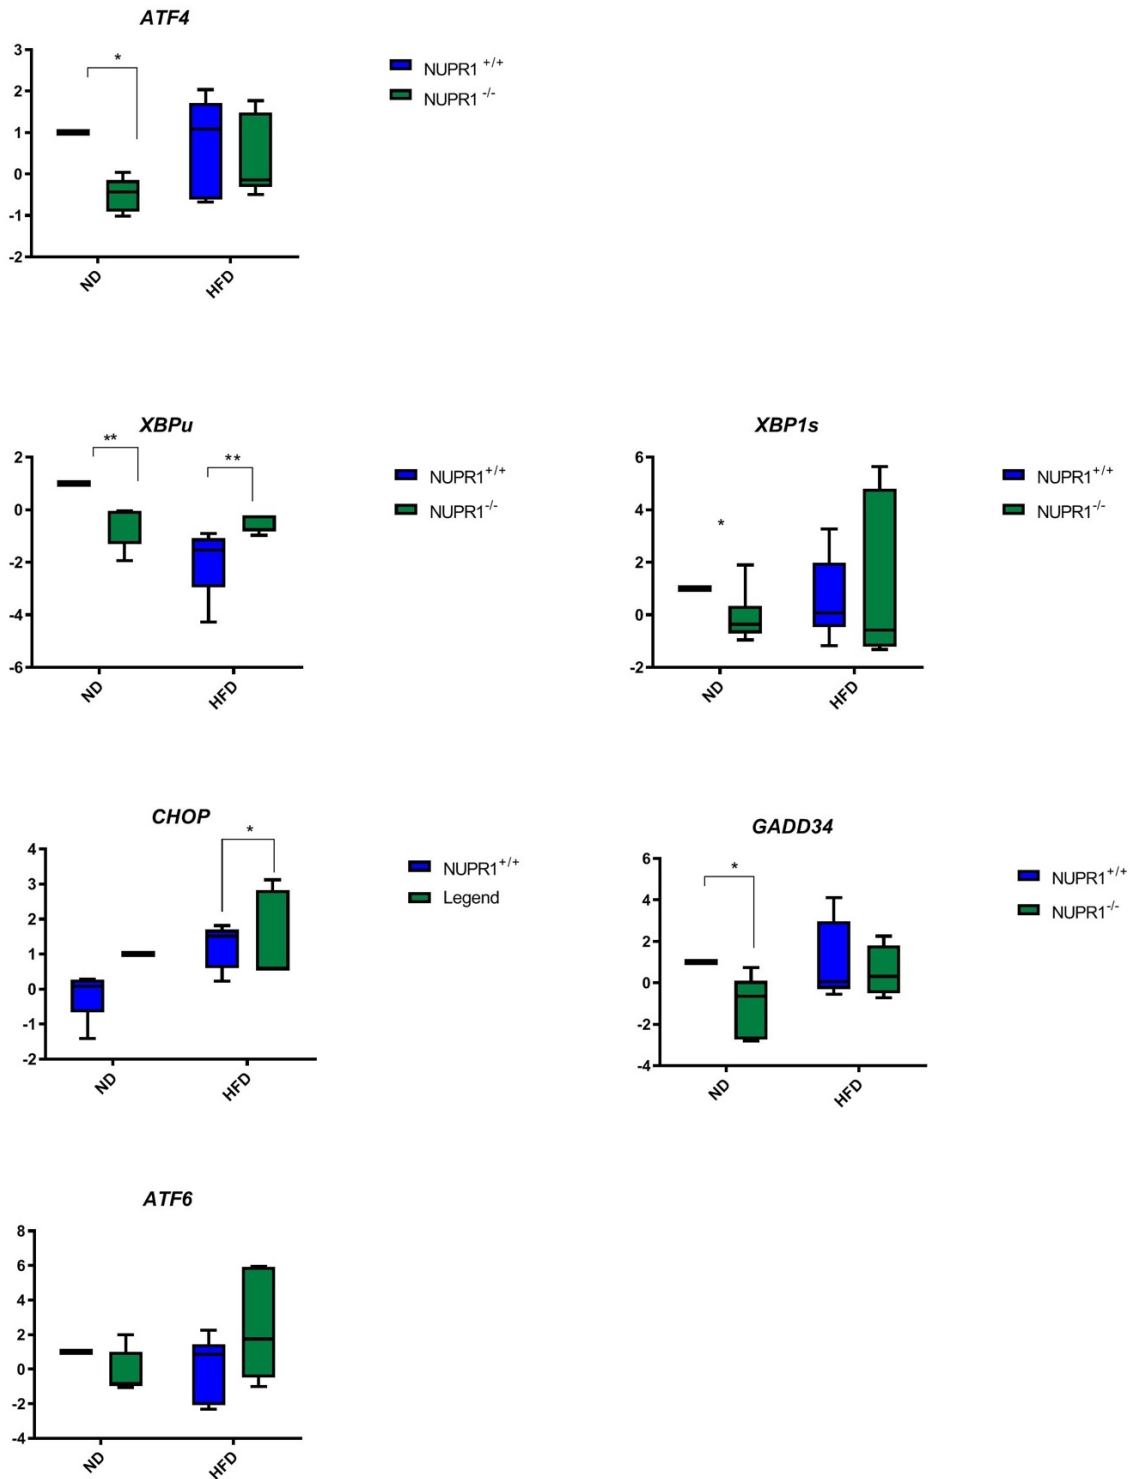 ATF4
3
2
1
0
-1
-2
*
ND
HFD
NUPR1 +/+
NUPR1 -/-
XBPu
2
0
-2
-4
-6
**
**
ND
HFD
NUPR1+/+
NUPR1-/-
XBP1s
6
4
2
0
-2
*
ND
HFD
NUPR1+/+
NUPR1-/-
CHOP
4
3
2
1
0
-1
-2
*
ND
HFD
NUPR1+/+
Legend
GADD34
6
4
2
0
-2
-4
*
ND
HFD
NUPR1+/+
NUPR1-/-
ATF6
8
6
4
2
0
-2
-4
ND
HFD